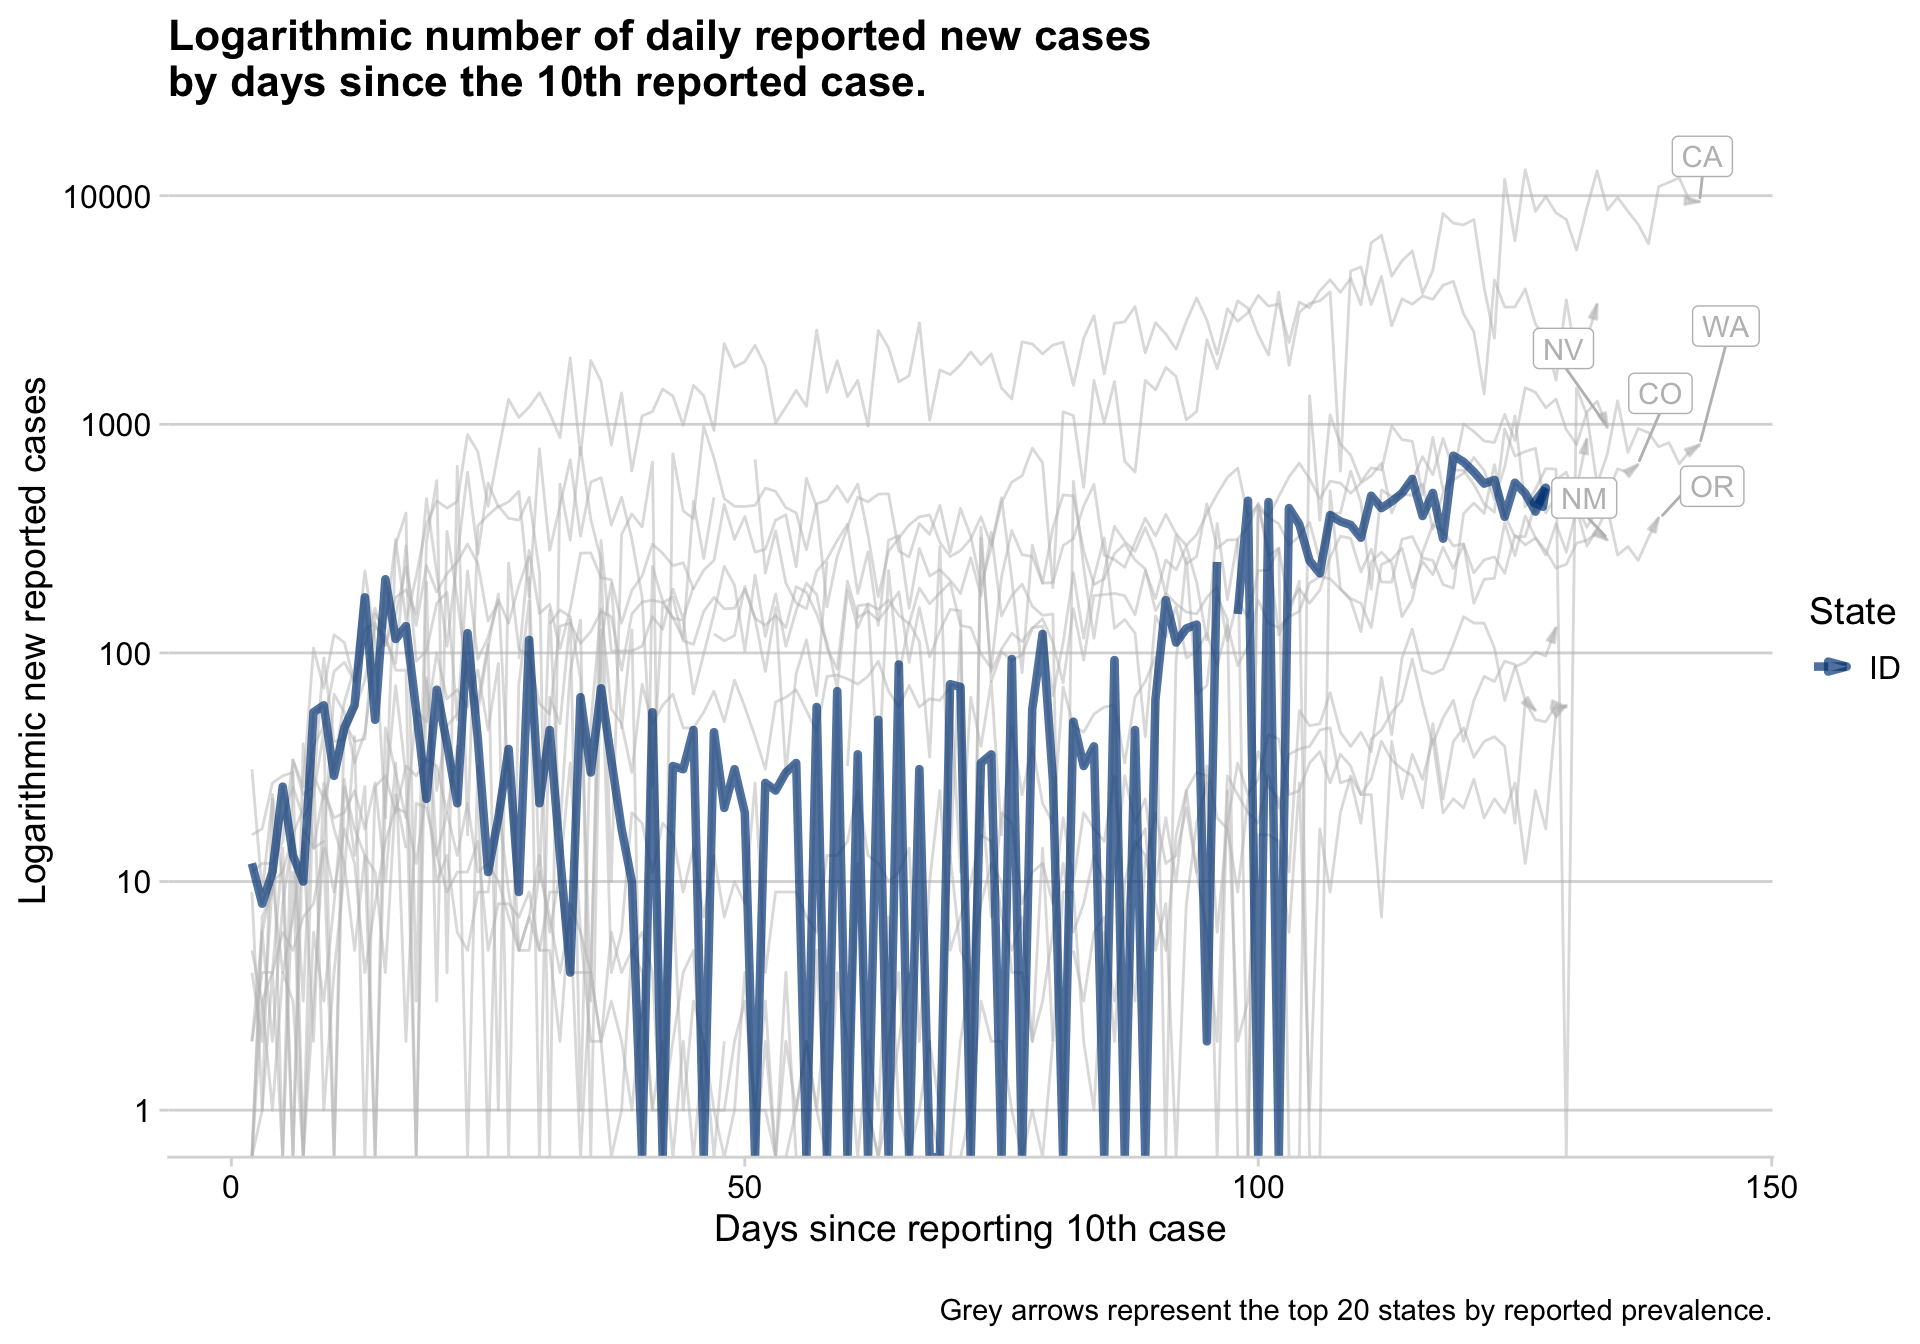 Logarithmic number of daily reported new cases
by days since the 10th reported case.
Logarithmic new reported cases
10000
1000
100
10
1
CA
WA
NV
CO
OR
NM
State
ID
0
50
100
150
Days since reporting 10th case
Grey arrows represent the top 20 states by reported prevalence.